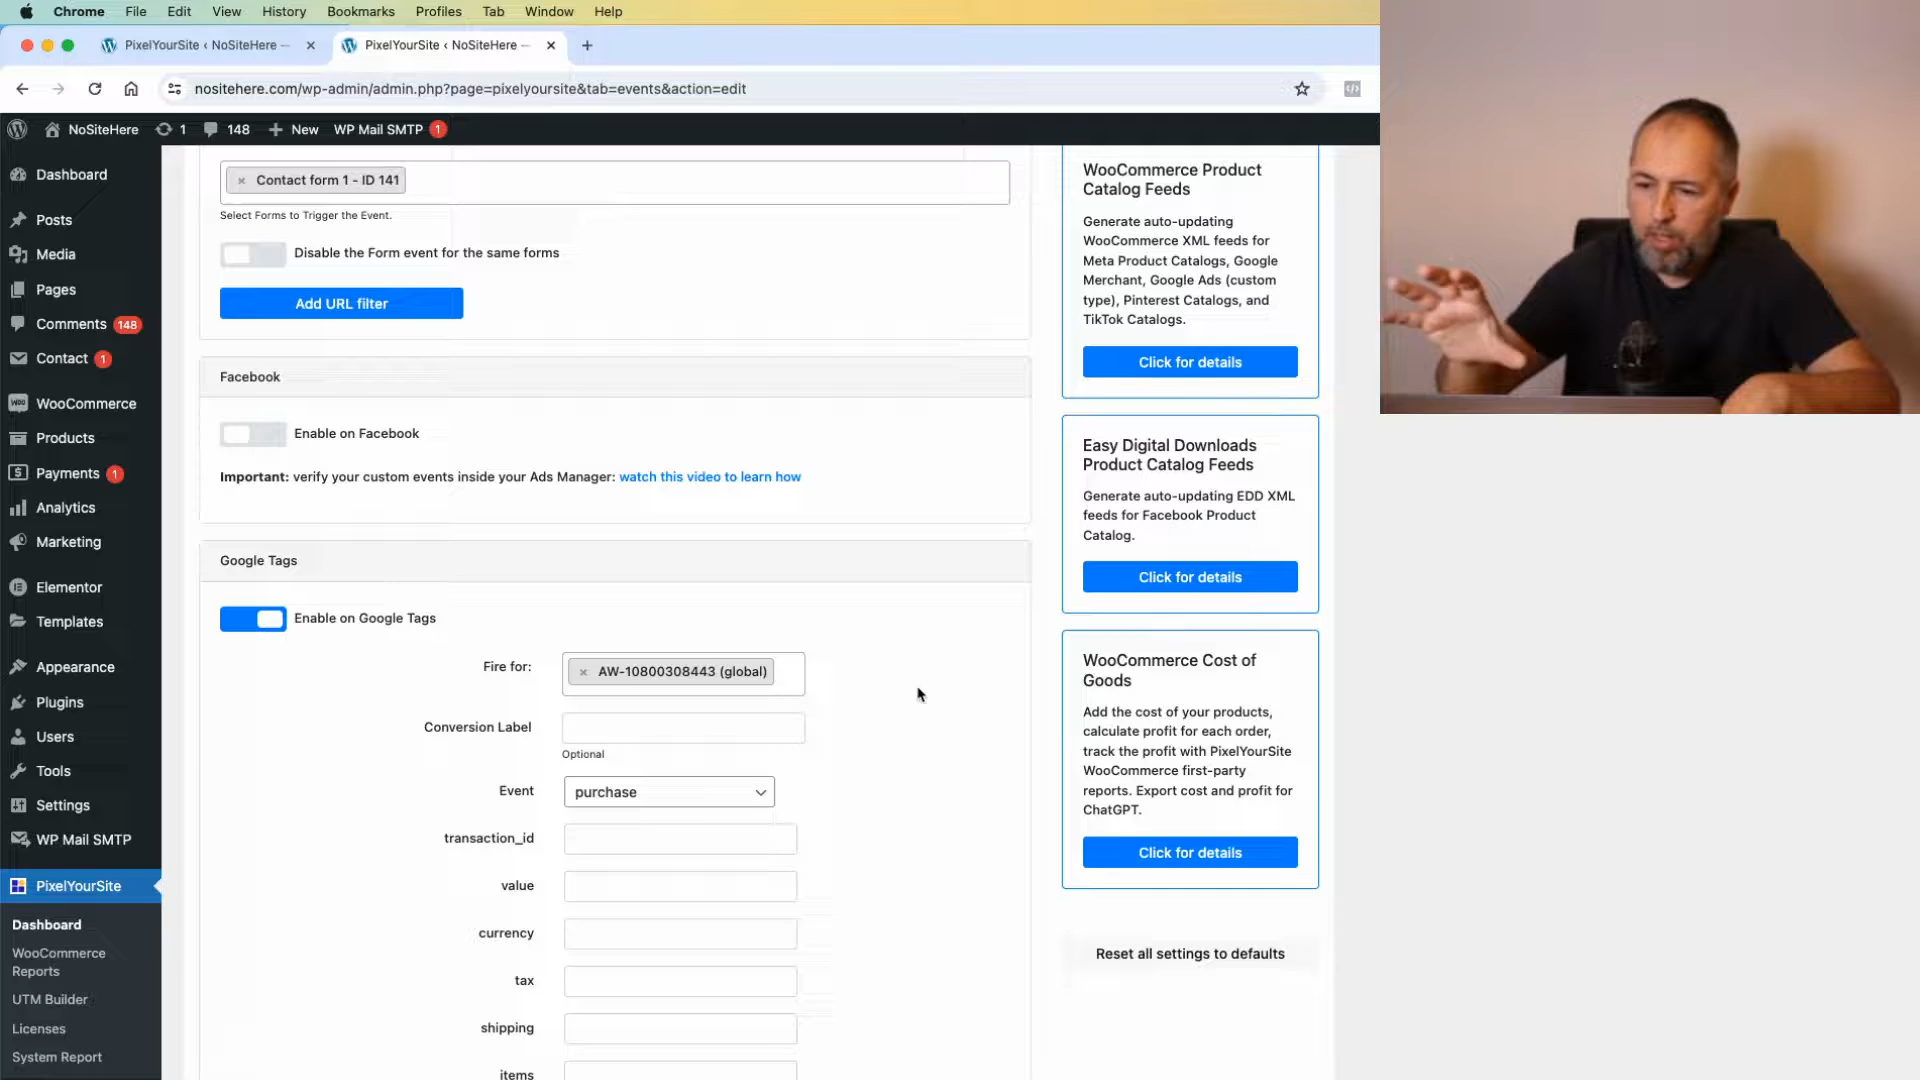 Chrome File Edit View History Bookmarks Profiles Tab Window Help
PixelYourSite ‹ NoSiteHere — × PixelYourSite ‹ NoSiteHere — × +
nositehere.com/wp-admin/admin.php?page=pixelyoursite&tab=events&action=edit
NoSiteHere 1 148 + New WP Mail SMTP 1
Dashboard
Posts
Media
Pages
Comments 148
Contact 1
WooCommerce
Products
Payments 1
Analytics
Marketing
Elementor
Templates
Appearance
Plugins
Users
Tools
Settings
WP Mail SMTP
PixelYourSite
Dashboard
WooCommerce
Reports
UTM Builder
Licenses
System Report
× Contact form 1 - ID 141
Select Forms to Trigger the Event.
Disable the Form event for the same forms
Add URL filter
Facebook
Enable on Facebook
Important: verify your custom events inside your Ads Manager: watch this video to learn how
Google Tags
Enable on Google Tags
Fire for: × AW-10800308443 (global)
Conversion Label
Optional
Event purchase
transaction_id
value
currency
tax
shipping
items
WooCommerce Product
Catalog Feeds
Generate auto-updating
WooCommerce XML feeds for
Meta Product Catalogs, Google
Merchant, Google Ads (custom
type), Pinterest Catalogs, and
TikTok Catalogs.
Click for details
Easy Digital Downloads
Product Catalog Feeds
Generate auto-updating EDD XML
feeds for Facebook Product
Catalog.
Click for details
WooCommerce Cost of
Goods
Add the cost of your products,
calculate profit for each order,
track the profit with PixelYourSite
WooCommerce first-party
reports. Export cost and profit for
ChatGPT.
Click for details
Reset all settings to defaults